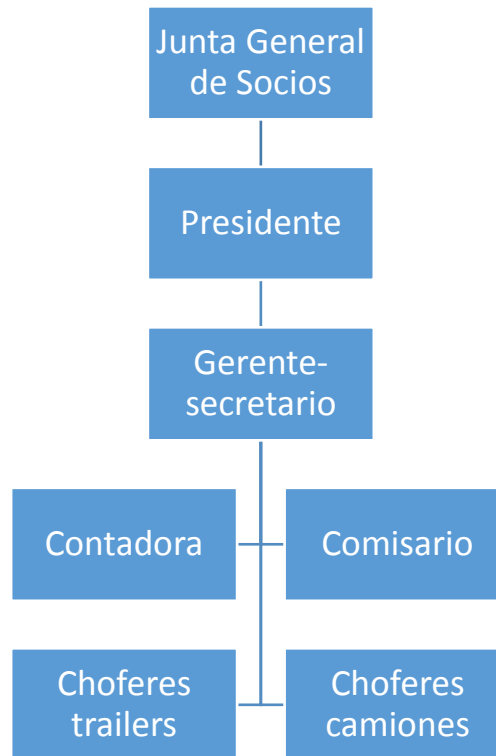 Junta General
de Socios
Presidente
Gerente-
secretario
Contadora
Comisario
Choferes
trailers
Choferes
camiones